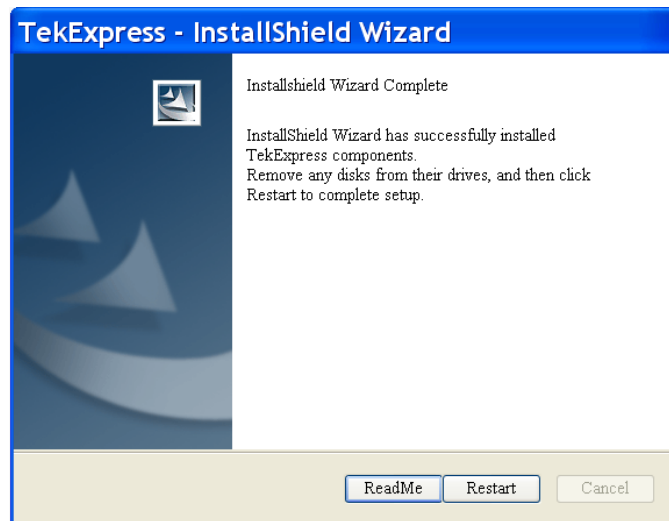 TekExpress - InstallShield Wizard
Installshield Wizard Complete
InstallShield Wizard has successfully installed
TekExpress components.
Remove any disks from their drives, and then click
Restart to complete setup.
ReadMe Restart Cancel